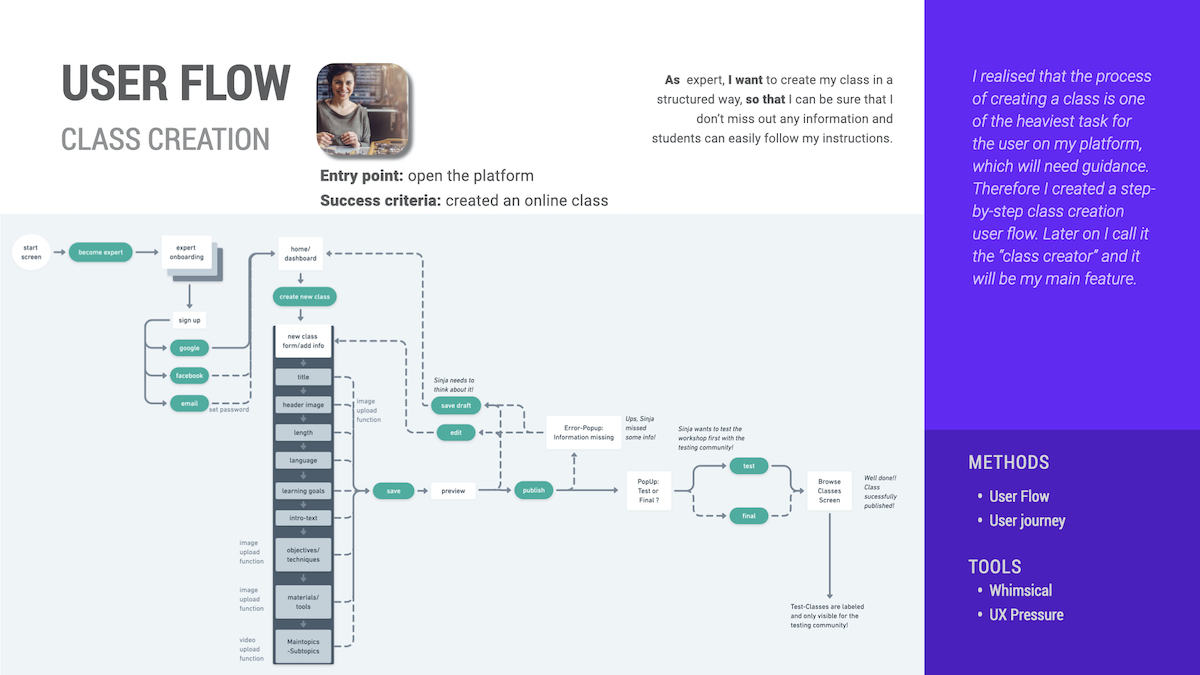 USER FLOW
CLASS CREATION
Entry point: open the platform
Success criteria: created an online class
As expert, I want to create my class in a
structured way, so that I can be sure that I
don’t miss out any information and
students can easily follow my instructions.
I realised that the process
of creating a class is one
of the heaviest task for
the user on my platform,
which will need guidance.
Therefore I created a step-
by-step class creation
user flow. Later on I call it
the “class creator” and it
will be my main feature.
METHODS
• User Flow
• User journey
TOOLS
• Whimsical
• UX Pressure
start
screen
become expert
expert
onboarding
sign up
google
facebook
email
set password
home/
dashboard
create new class
new class
form/add info
title
header image
length
language
learning goals
intro-text
objectives/
techniques
materials/
tools
Maintopics
-Subtopics
image
upload
function
image
upload
function
image
upload
function
video
upload
function
save
preview
Sinja needs to
think about it!
save draft
edit
publish
Error-Popup:
Information missing
Ups, Sinja
missed
some info!
PopUp:
Test or
Final ?
Sinja wants to test the
workshop first with the
testing community!
test
final
Browse
Classes
Screen
Well done!!
Class
sucessfully
published!
Test-Classes are labeled
and only visible for the
testing community!